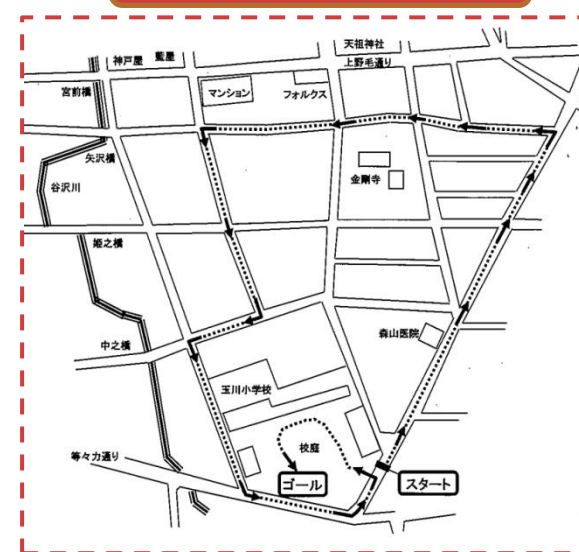 天祖神社
神戸屋
藍屋
上野毛通り
宮前橋
マンション
フォルクス
矢沢橋
金剛寺
谷沢川
姫之橋
森山医院
中之橋
玉川小学校
校庭
等々力通り
ゴール
スタート